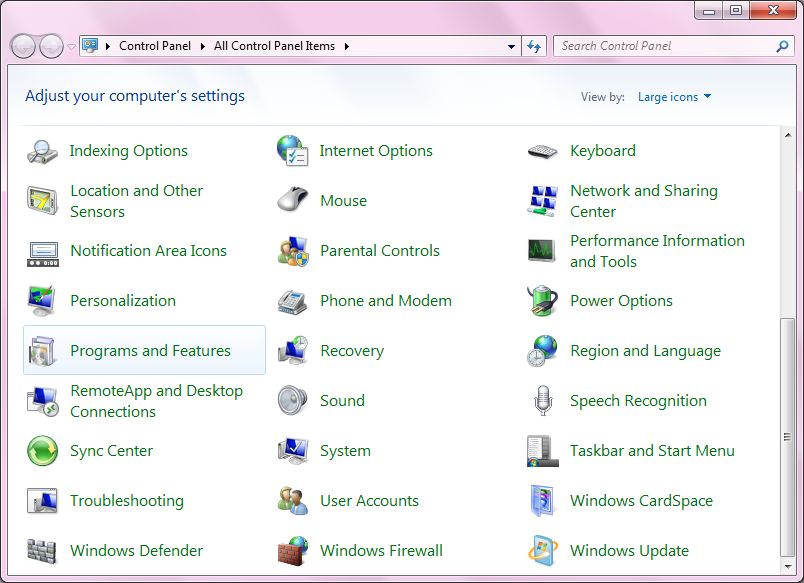 Control Panel All Control Panel Items
Search Control Panel
Adjust your computer's settings
View by: Large icons
Indexing Options
Internet Options
Keyboard
Location and Other
Sensors
Mouse
Network and Sharing
Center
Notification Area Icons
Parental Controls
Performance Information
and Tools
Personalization
Phone and Modem
Power Options
Programs and Features
Recovery
Region and Language
RemoteApp and Desktop
Connections
Sound
Speech Recognition
Sync Center
System
Taskbar and Start Menu
Troubleshooting
User Accounts
Windows CardSpace
Windows Defender
Windows Firewall
Windows Update